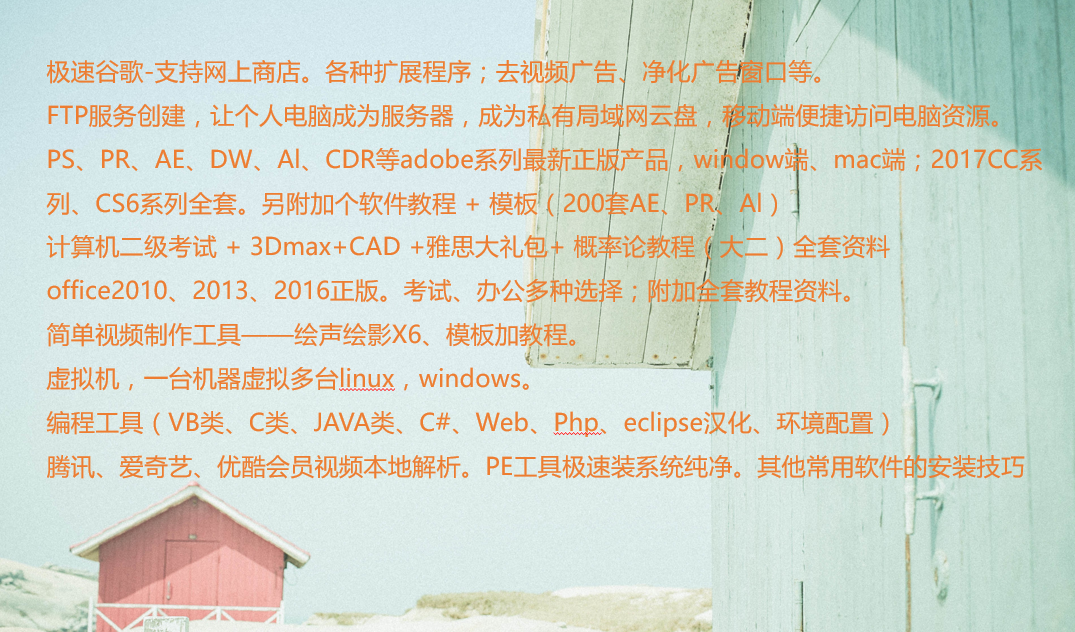 极速谷歌-支持网上商店。各种扩展程序；去视频广告、净化广告窗口等。
FTP服务创建，让个人电脑成为服务器，成为私有局域网云盘，移动端便捷访问电脑资源。
PS、PR、AE、DW、Al、CDR等adobe系列最新正版产品，window端、mac端；2017CC系
列、CS6系列全套。另附加个软件教程 + 模板（200套AE、PR、AI）
计算机二级考试 + 3Dmax+CAD +雅思大礼包+ 概率论教程（大二）全套资料
office2010、2013、2016正版。考试、办公多种选择；附加全套教程资料。
简单视频制作工具——绘声绘影X6、模板加教程。
虚拟机，一台机器虚拟多台linux，windows。
编程工具（VB类、C类、JAVA类、C#、Web、Php、eclipse汉化、环境配置）
腾讯、爱奇艺、优酷会员视频本地解析。PE工具极速装系统纯净。其他常用软件的安装技巧